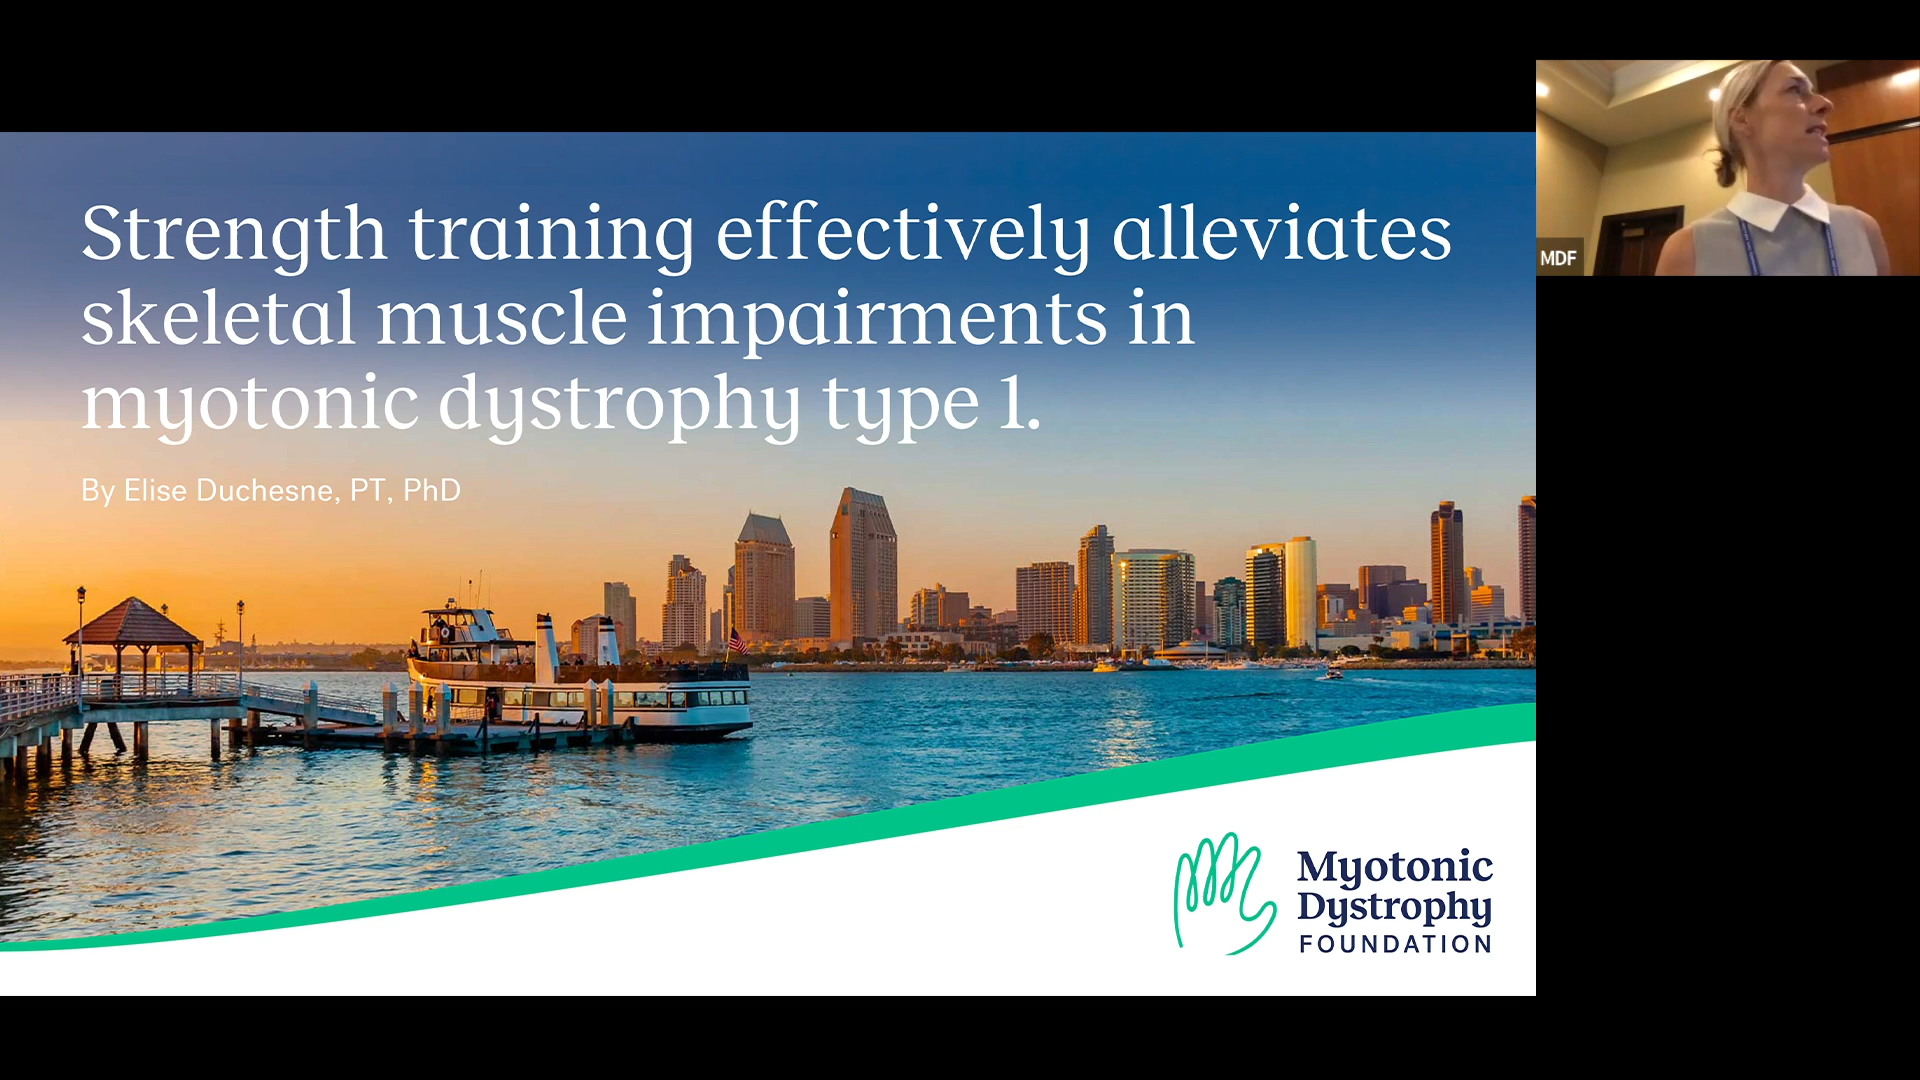 Strength training effectively alleviates
skeletal muscle impairments in
myotonic dystrophy type 1.
By Elise Duchesne, PT, PhD
MDF
Myotonic
Dystrophy
FOUNDATION